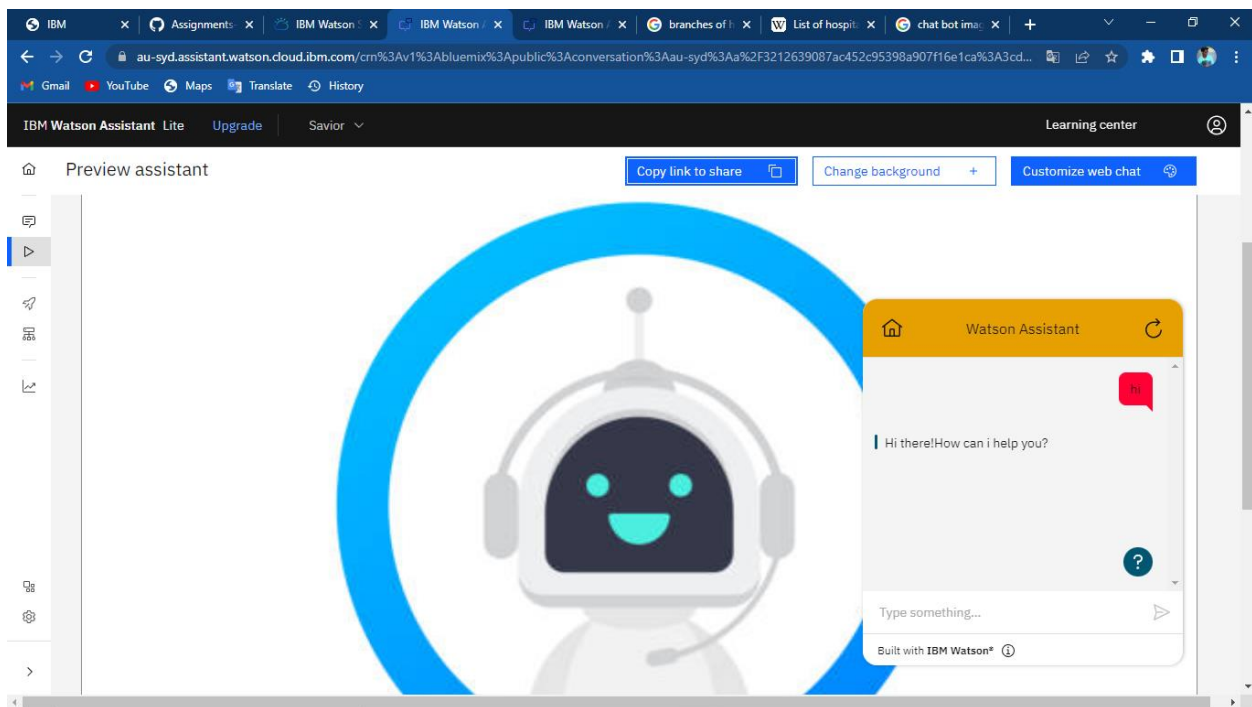 IBM
Assignments
IBM Watson S
IBM Watson A
IBM Watson A
branches of h
List of hospita
chat bot imag
au-syd.assistant.watson.cloud.ibm.com/crn%3Av1%3Abluemix%3Apublic%3Aconversation%3Aau-syd%3Aa%2F3212639087ac452c95398a907f16e1ca%3A3cd...
Gmail YouTube Maps Translate History
IBM Watson Assistant Lite Upgrade Savior Learning center
Preview assistant
Copy link to share
Change background +
Customize web chat
Watson Assistant
hi
Hi there!How can i help you?
?
Type something...
Built with IBM Watson®